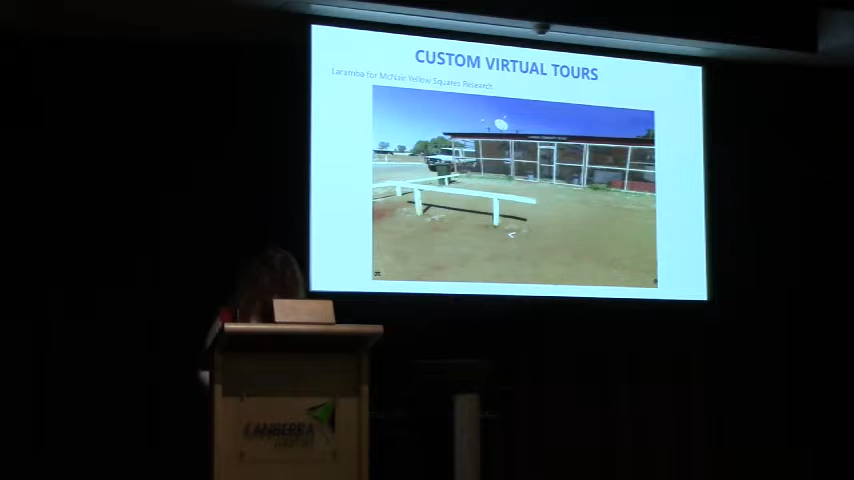 CUSTOM VIRTUAL TOURS
Laramba for McNair Yellow Squares Research
CANBERRA